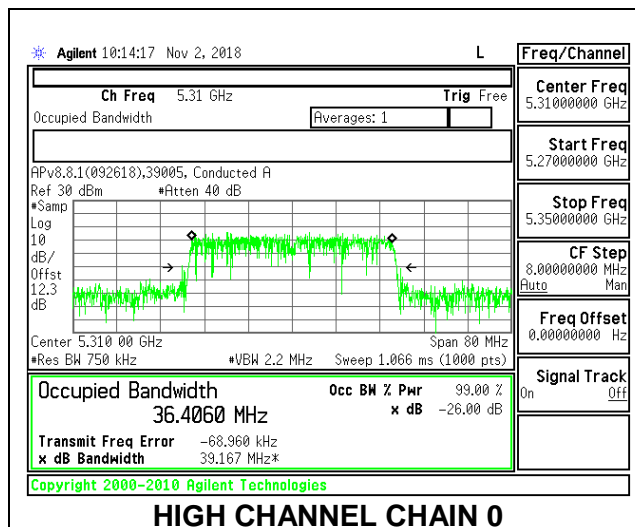 Agilent 10:14:17 Nov 2, 2018 L Freq/Channel
Ch Freq 5.31 GHz Trig Free
Occupied Bandwidth Averages: 1
Center Freq
5.31000000 GHz
Start Freq
5.27000000 GHz
Stop Freq
5.35000000 GHz
CF Step
8.00000000 MHz
Auto Man
Freq Offset
0.00000000 Hz
Signal Track
On Off
APv8.8.1(092618),39005, Conducted A
Ref 30 dBm #Atten 40 dB
#Samp
Log
10
dB/
Offst
12.3
dB
Center 5.310 00 GHz Span 80 MHz
#Res BW 750 kHz #VBW 2.2 MHz Sweep 1.066 ms (1000 pts)
Occupied Bandwidth Occ BW % Pwr 99.00 %
36.4060 MHz x dB -26.00 dB
Transmit Freq Error -68.960 kHz
x dB Bandwidth 39.167 MHz*
Copyright 2000-2010 Agilent Technologies
HIGH CHANNEL CHAIN 0